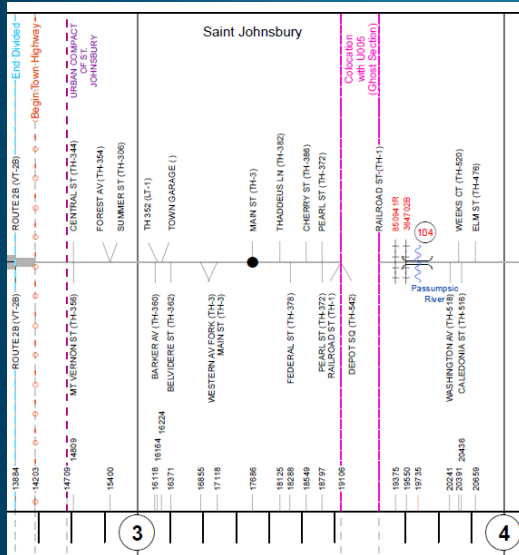 Saint Johnsbury
End Divided
Begin Town Highway
URBAN COMPACT
OF ST.
JOHNSBURY
Colocation
with U005
(Ghost Section)
ROUTE 2B (VT-2B)
CENTRAL ST (TH-344)
FOREST AV (TH-354)
SUMMER ST (TH-306)
TH 352 (LT-1)
TOWN GARAGE ( )
MAIN ST (TH-3)
THADDEUS LN (TH-382)
CHERRY ST (TH-386)
PEARL ST (TH-372)
RAILROAD ST-(TH-1)
850941R
364702B
104
WEEKS CT (TH-520)
ELM ST (TH-476)
Passumpsic
River
ROUTE 2B (VT-2B)
MT VERNON ST (TH-356)
BARKER AV (TH-360)
BELVIDERE ST (TH-362)
WESTERN AV FORK (TH-3)
MAIN ST (TH-3)
FEDERAL ST (TH-378)
PEARL ST (TH-372)
RAILROAD ST (TH-1)
DEPOT SQ (TH-542)
WASHINGTON AV (TH-518)
CALEDONIA ST (TH-516)
13884
14203
14709
14809
15400
16118
16164
16224
16371
16855
17118
17686
18125
18288
18549
18797
19106
19375
19550
19735
20241
20391
20436
20659
3
4